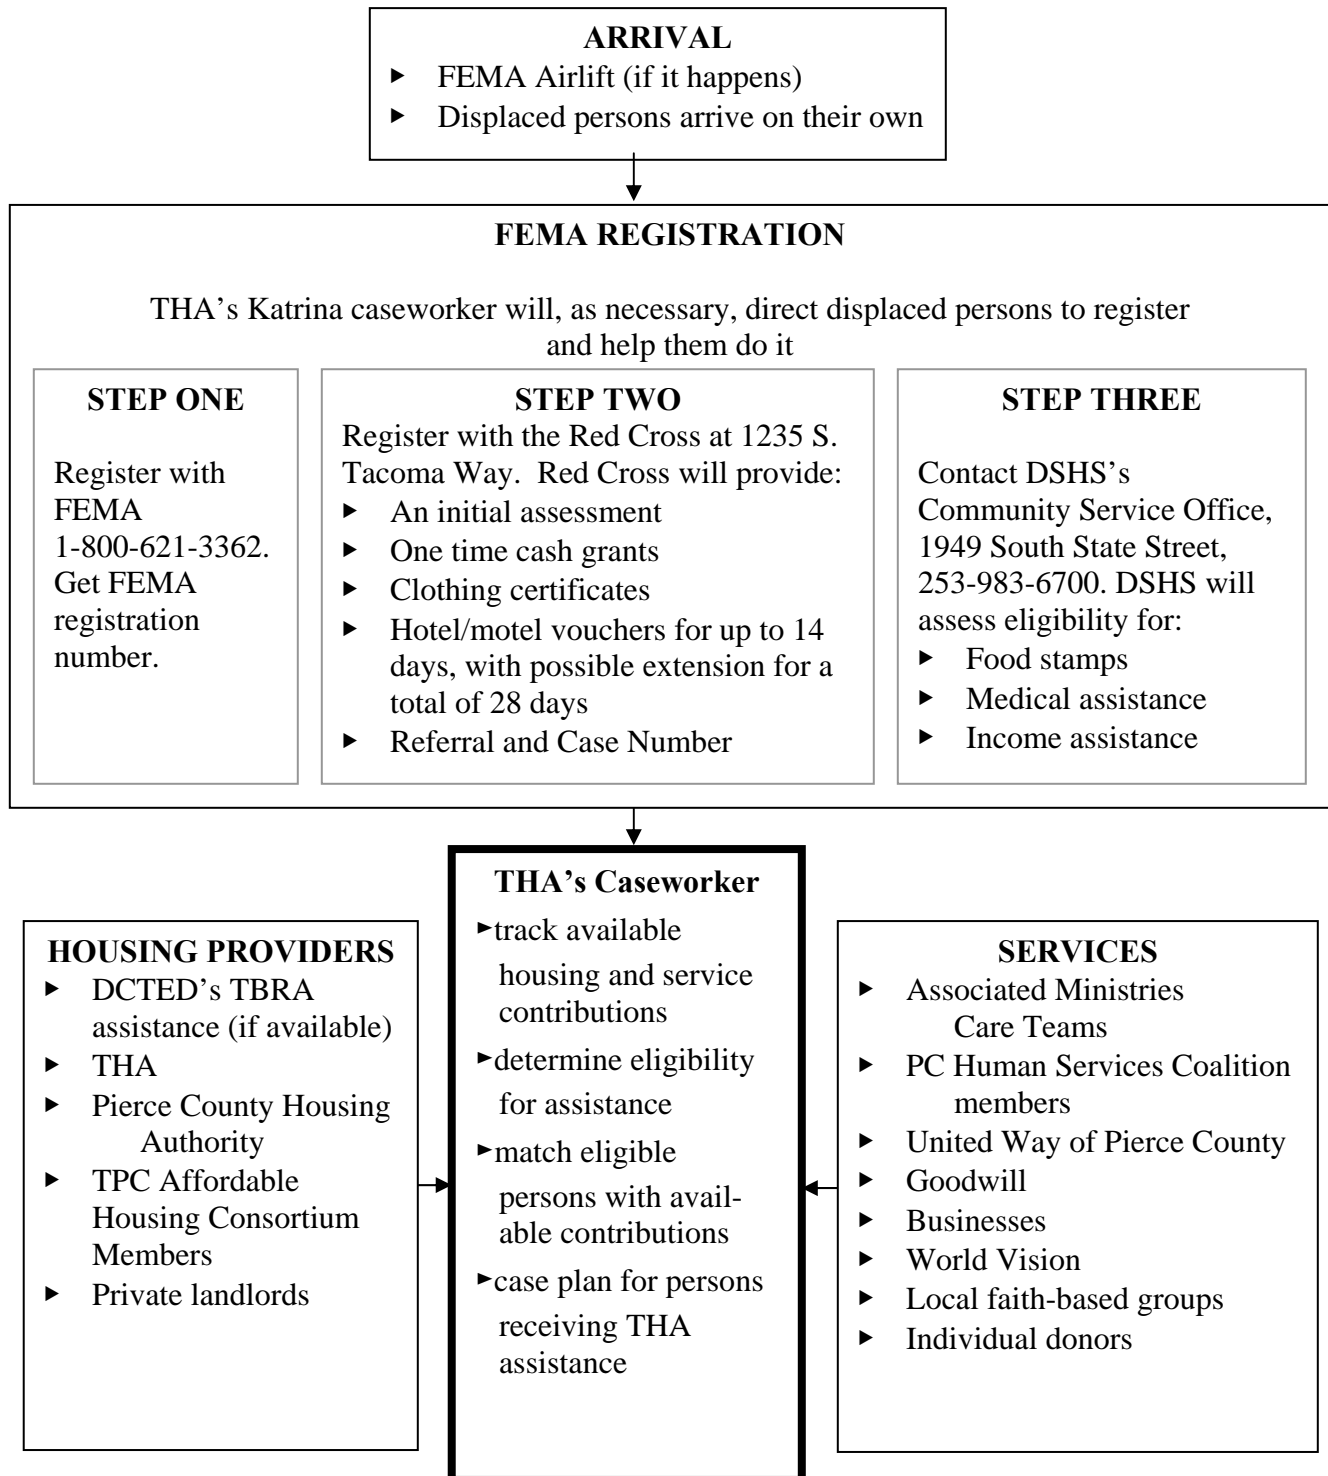 ARRIVAL
► FEMA Airlift (if it happens)
► Displaced persons arrive on their own
FEMA REGISTRATION
THA’s Katrina caseworker will, as necessary, direct displaced persons to register
and help them do it
STEP ONE
Register with
FEMA
1-800-621-3362.
Get FEMA
registration
number.
STEP TWO
Register with the Red Cross at 1235 S.
Tacoma Way.  Red Cross will provide:
► An initial assessment
► One time cash grants
► Clothing certificates
► Hotel/motel vouchers for up to 14
days, with possible extension for a
total of 28 days
► Referral and Case Number
STEP THREE
Contact DSHS’s
Community Service Office,
1949 South State Street,
253-983-6700. DSHS will
assess eligibility for:
► Food stamps
► Medical assistance
► Income assistance
HOUSING PROVIDERS
► DCTED’s TBRA
assistance (if available)
► THA
► Pierce County Housing
Authority
► TPC Affordable
Housing Consortium
Members
► Private landlords
THA’s Caseworker
►track available
housing and service
contributions
►determine eligibility
for assistance
►match eligible
persons with avail-
able contributions
►case plan for persons
receiving THA
assistance
SERVICES
► Associated Ministries
Care Teams
► PC Human Services Coalition
members
► United Way of Pierce County
► Goodwill
► Businesses
► World Vision
► Local faith-based groups
► Individual donors